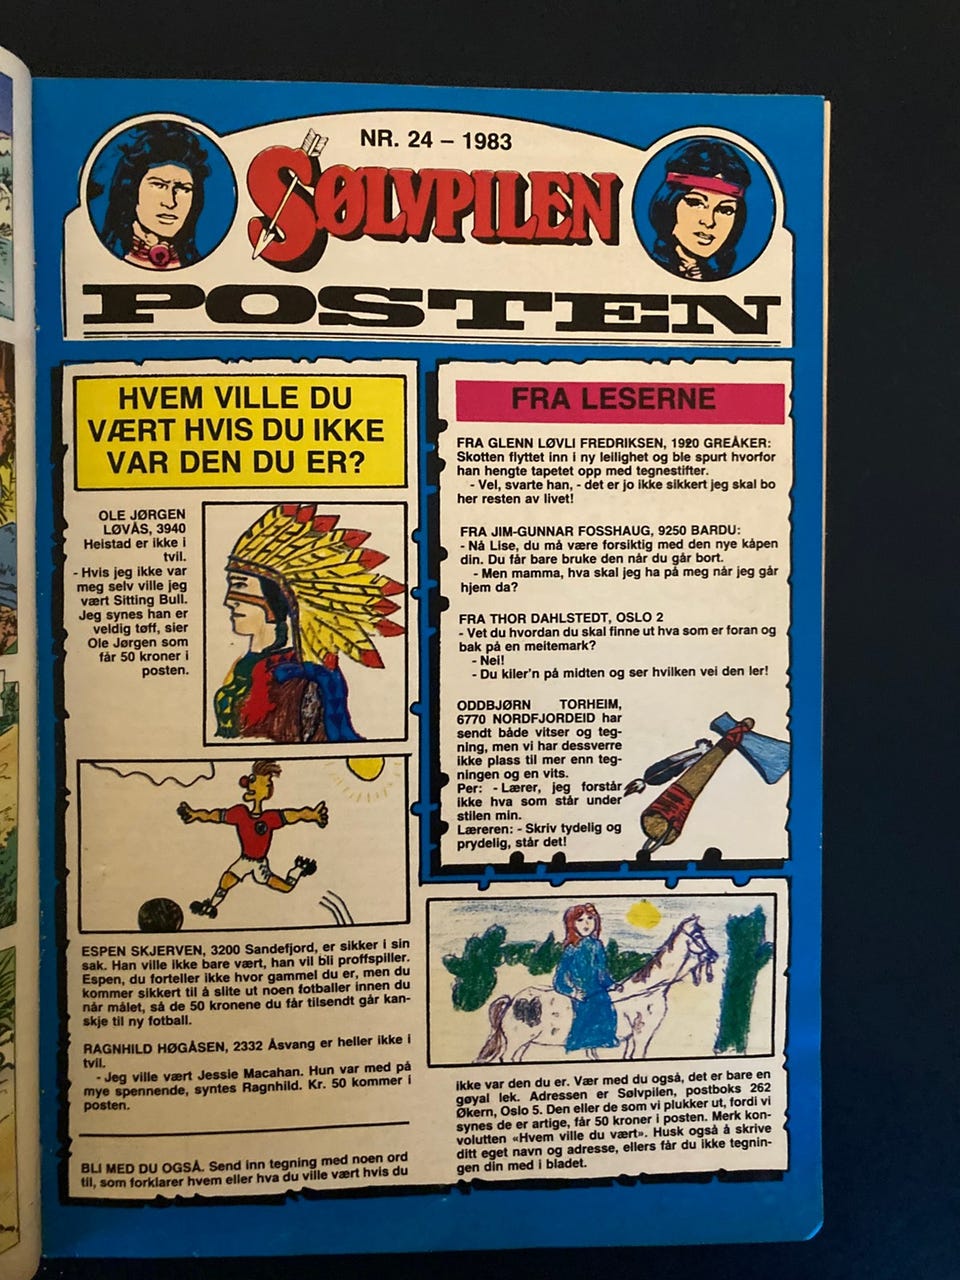 NR. 24 – 1983
SØLVPILEN
POSTEN
HVEM VILLE DU
VÆRT HVIS DU IKKE
VAR DEN DU ER?
OLE JØRGEN
LØVÅS, 3940
Heistad er ikke i
tvil.
- Hvis jeg ikke var
meg selv ville jeg
vært Sitting Bull.
Jeg synes han er
veldig tøff, sier
Ole Jørgen som
får 50 kroner i
posten.
ESPEN SKJERVEN, 3200 Sandefjord, er sikker i sin
sak. Han ville ikke bare vært, han vil bli proffspiller.
Espen, du forteller ikke hvor gammel du er, men du
kommer sikkert til å slite ut noen fotballer innen du
når målet, så de 50 kronene du får tilsendt går kan-
skje til ny fotball.
RAGNHILD HØGÅSEN, 2332 Åsvang er heller ikke i
tvil.
- Jeg ville vært Jessie Macahan. Hun var med på
mye spennende, syntes Ragnhild. Kr. 50 kommer i
posten.
BLI MED DU OGSÅ. Send inn tegning med noen ord
til, som forklarer hvem eller hva du ville vært hvis du
FRA LESERNE
FRA GLENN LØVLI FREDRIKSEN, 1920 GREÅKER:
Skotten flyttet inn i ny leilighet og ble spurt hvorfor
han hengte tapetet opp med tegnestifter.
- Vel, svarte han, - det er jo ikke sikkert jeg skal bo
her resten av livet!
FRA JIM-GUNNAR FOSSHAUG, 9250 BARDU:
- Nå Lise, du må være forsiktig med den nye kåpen
din. Du får bare bruke den når du går bort.
- Men mamma, hva skal jeg ha på meg når jeg går
hjem da?
FRA THOR DAHLSTEDT, OSLO 2
- Vet du hvordan du skal finne ut hva som er foran og
bak på en meitemark?
- Nei!
- Du kiler'n på midten og ser hvilken vei den ler!
ODDBJØRN TORHEIM,
6770 NORDFJORDEID har
sendt både vitser og teg-
ning, men vi har dessverre
ikke plass til mer enn teg-
ningen og en vits.
Per: - Lærer, jeg forstår
ikke hva som står under
stilen min.
Læreren: - Skriv tydelig og
prydelig, står det!
ikke var den du er. Vær med du også, det er bare en
gøyal lek. Adressen er Sølvpilen, postboks 262
Økern, Oslo 5. Den eller de som vi plukker ut, fordi vi
synes de er artige, får 50 kroner i posten. Merk kon-
volutten «Hvem ville du vært». Husk også å skrive
ditt eget navn og adresse, ellers får du ikke tegnin-
gen din med i bladet.